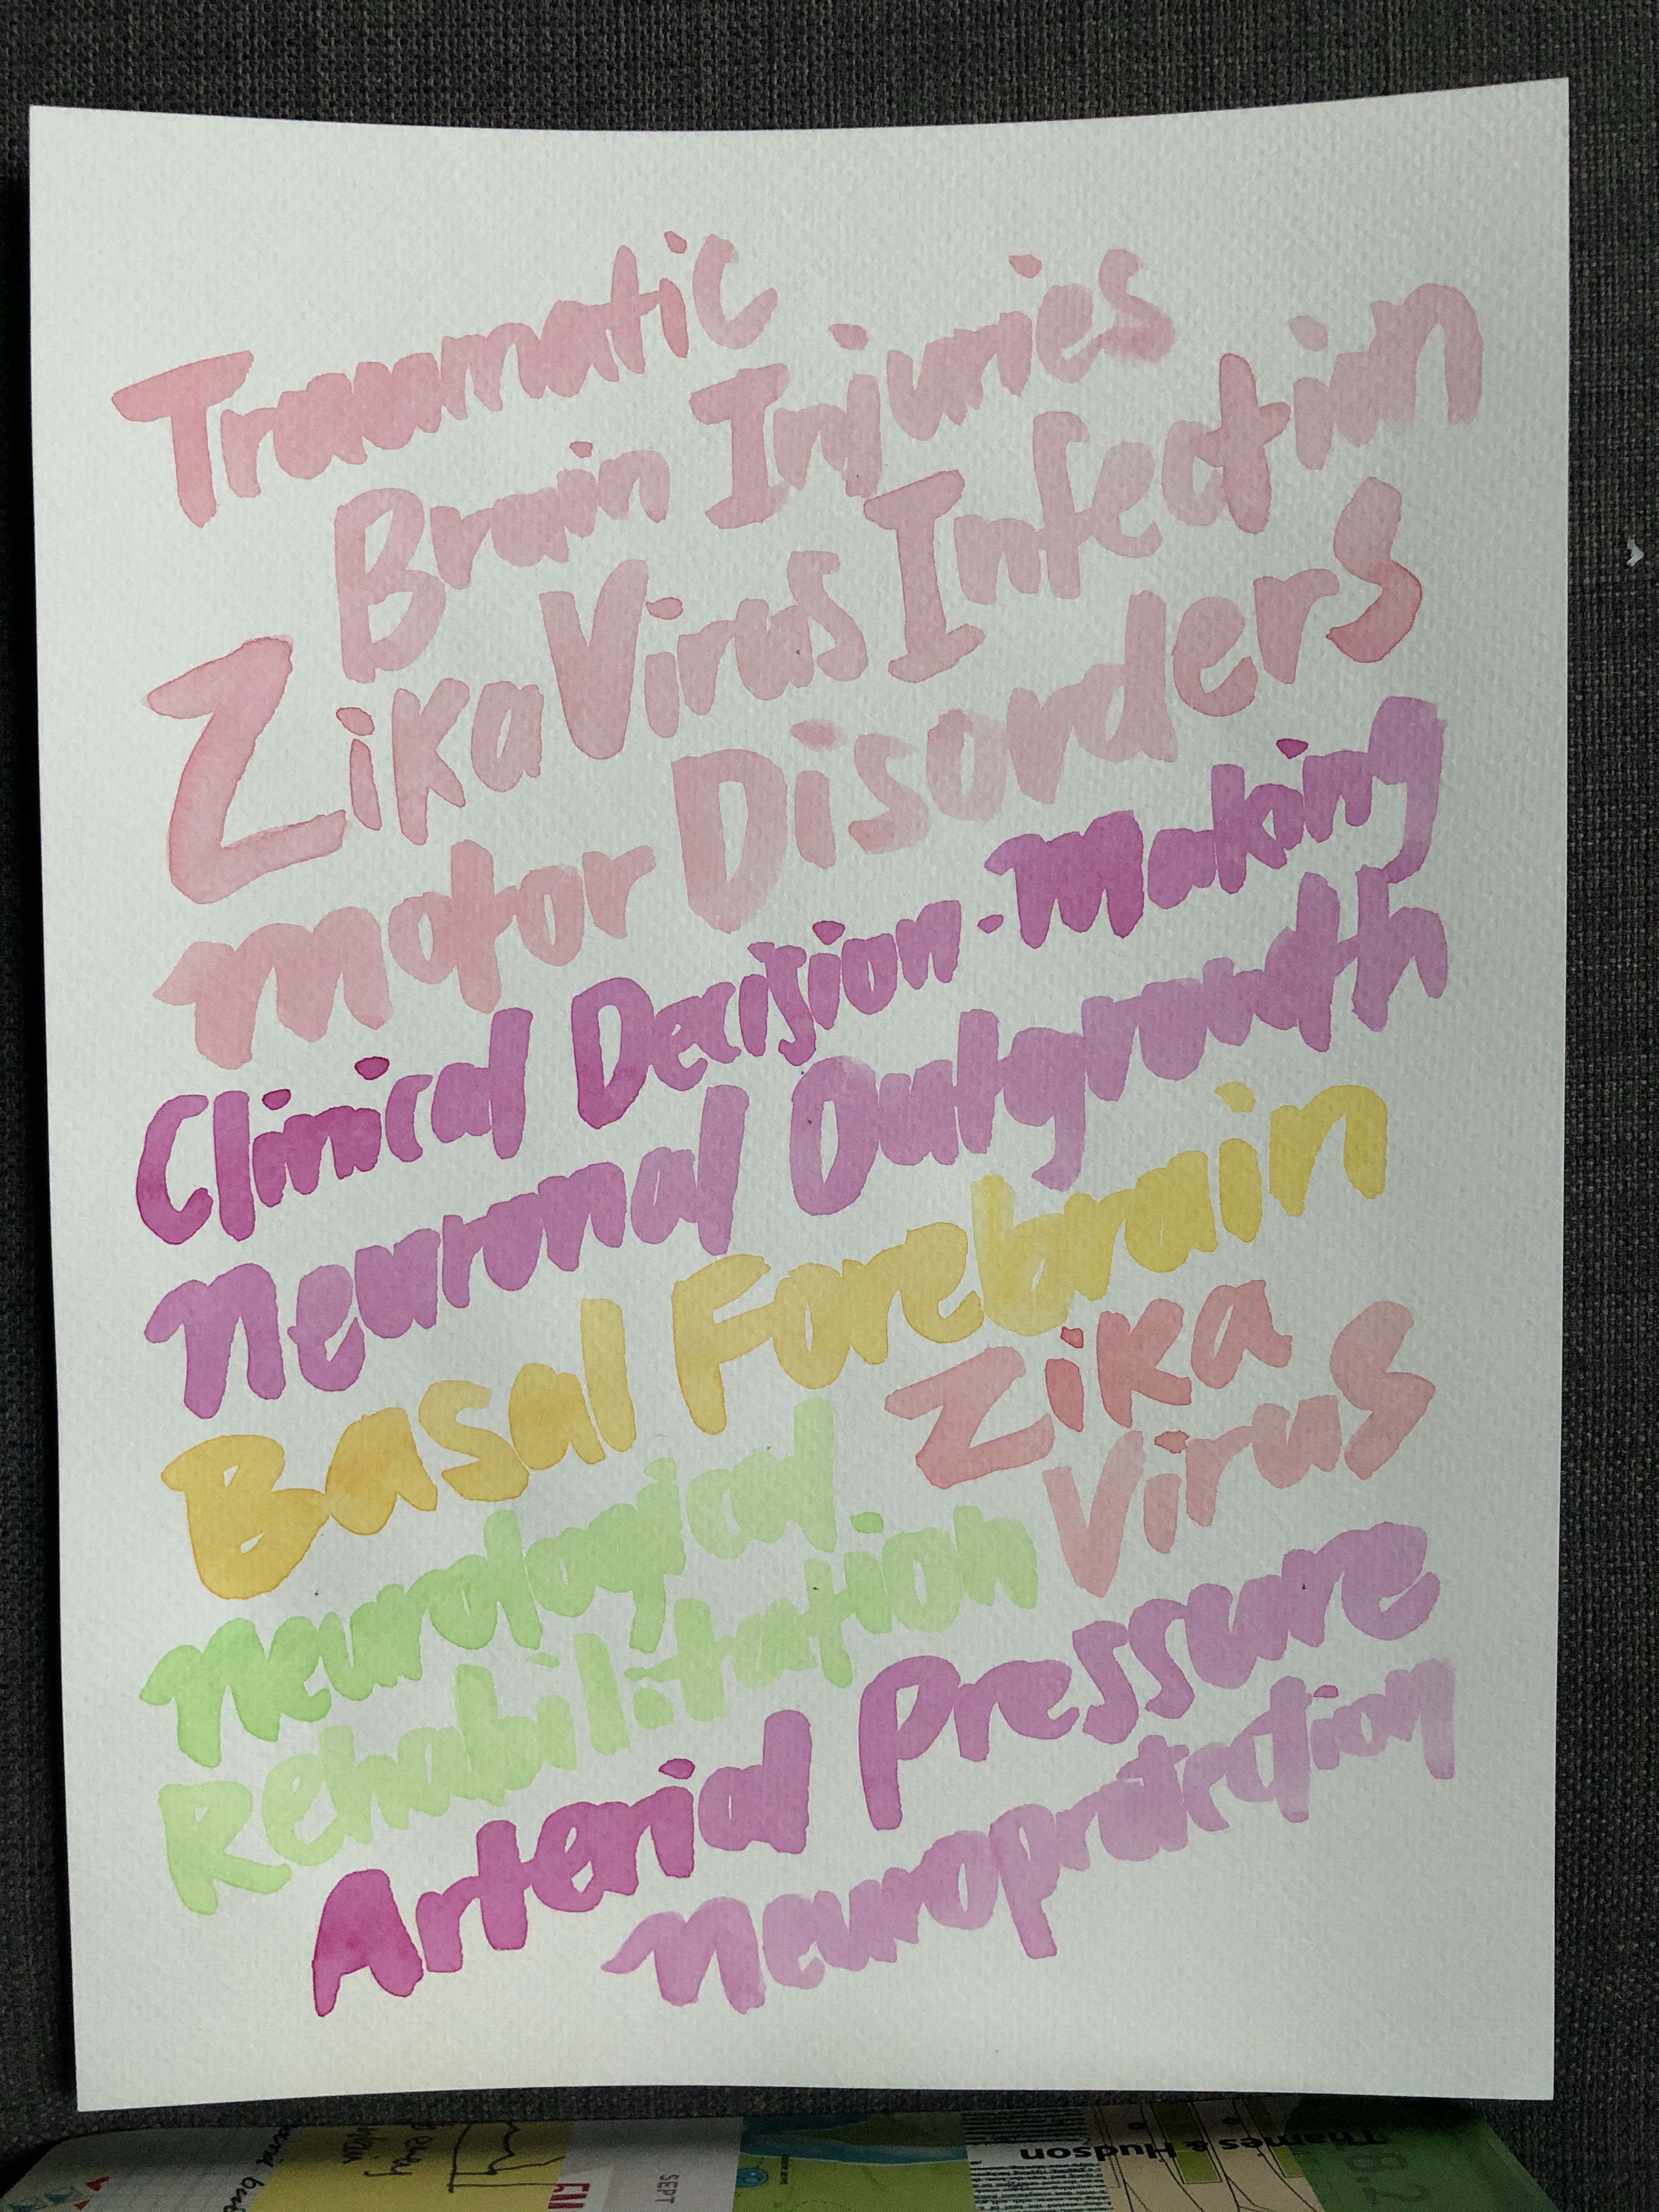 Traumatic
Brain Injuries
Zika Virus Infection
motor Disorders
Clinical Decision-Making
Neuronal Outgrowth
Basal Forebrain
Zika
Virus
Neurological
Rehabilitation
Arterial Pressure
Neuroprotection
SEPT
Thames & Hudson